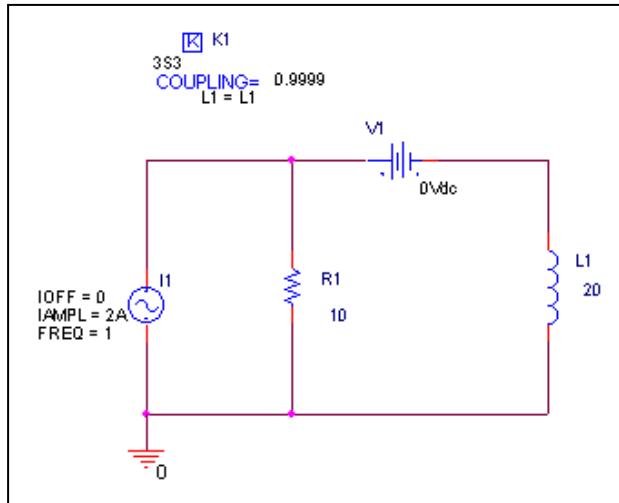 K K1
3S3
COUPLING= 0.9999
L1 = L1
V1
0Vdc
I1
IOFF = 0
IAMPL = 2A
FREQ = 1
R1
10
L1
20
0